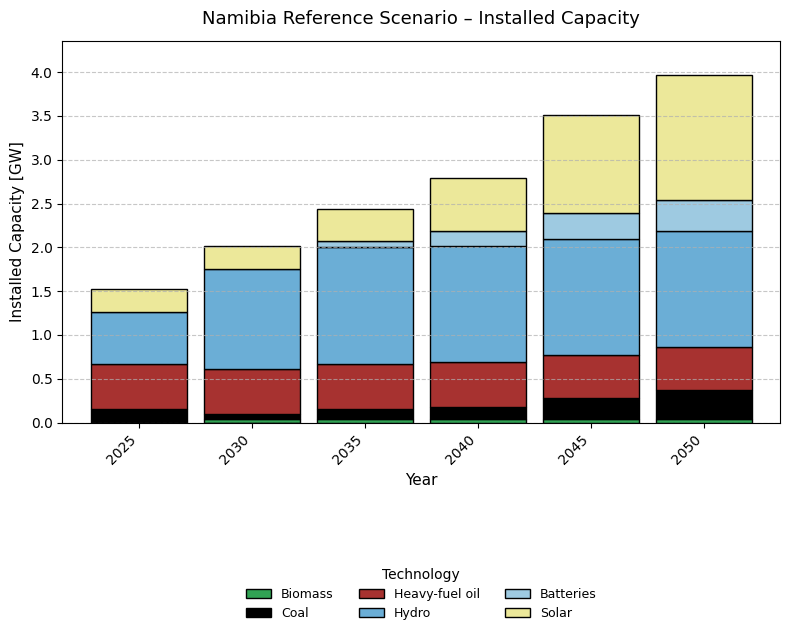 Namibia Reference Scenario – Installed Capacity
Installed Capacity [GW]
4.0
3.5
3.0
2.5
2.0
1.5
1.0
0.5
0.0
2025
2030
2035
2040
2045
2050
Year
Technology
Biomass
Heavy-fuel oil
Batteries
Coal
Hydro
Solar